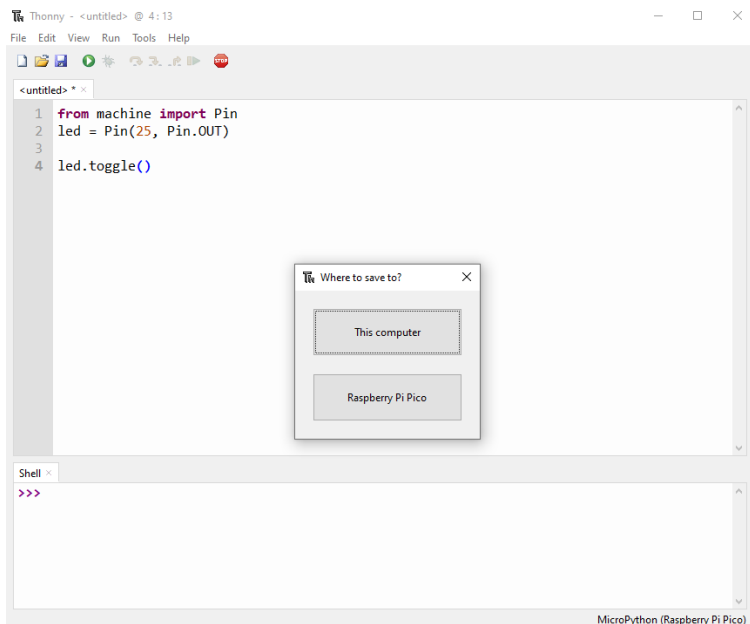 Thonny - <untitled> @ 4:13
File Edit View Run Tools Help
STOP
<untitled> *
1 from machine import Pin
2 led = Pin(25, Pin.OUT)
3
4 led.toggle()
Where to save to?
This computer
Raspberry Pi Pico
Shell
>>>
MicroPython (Raspberry Pi Pico)